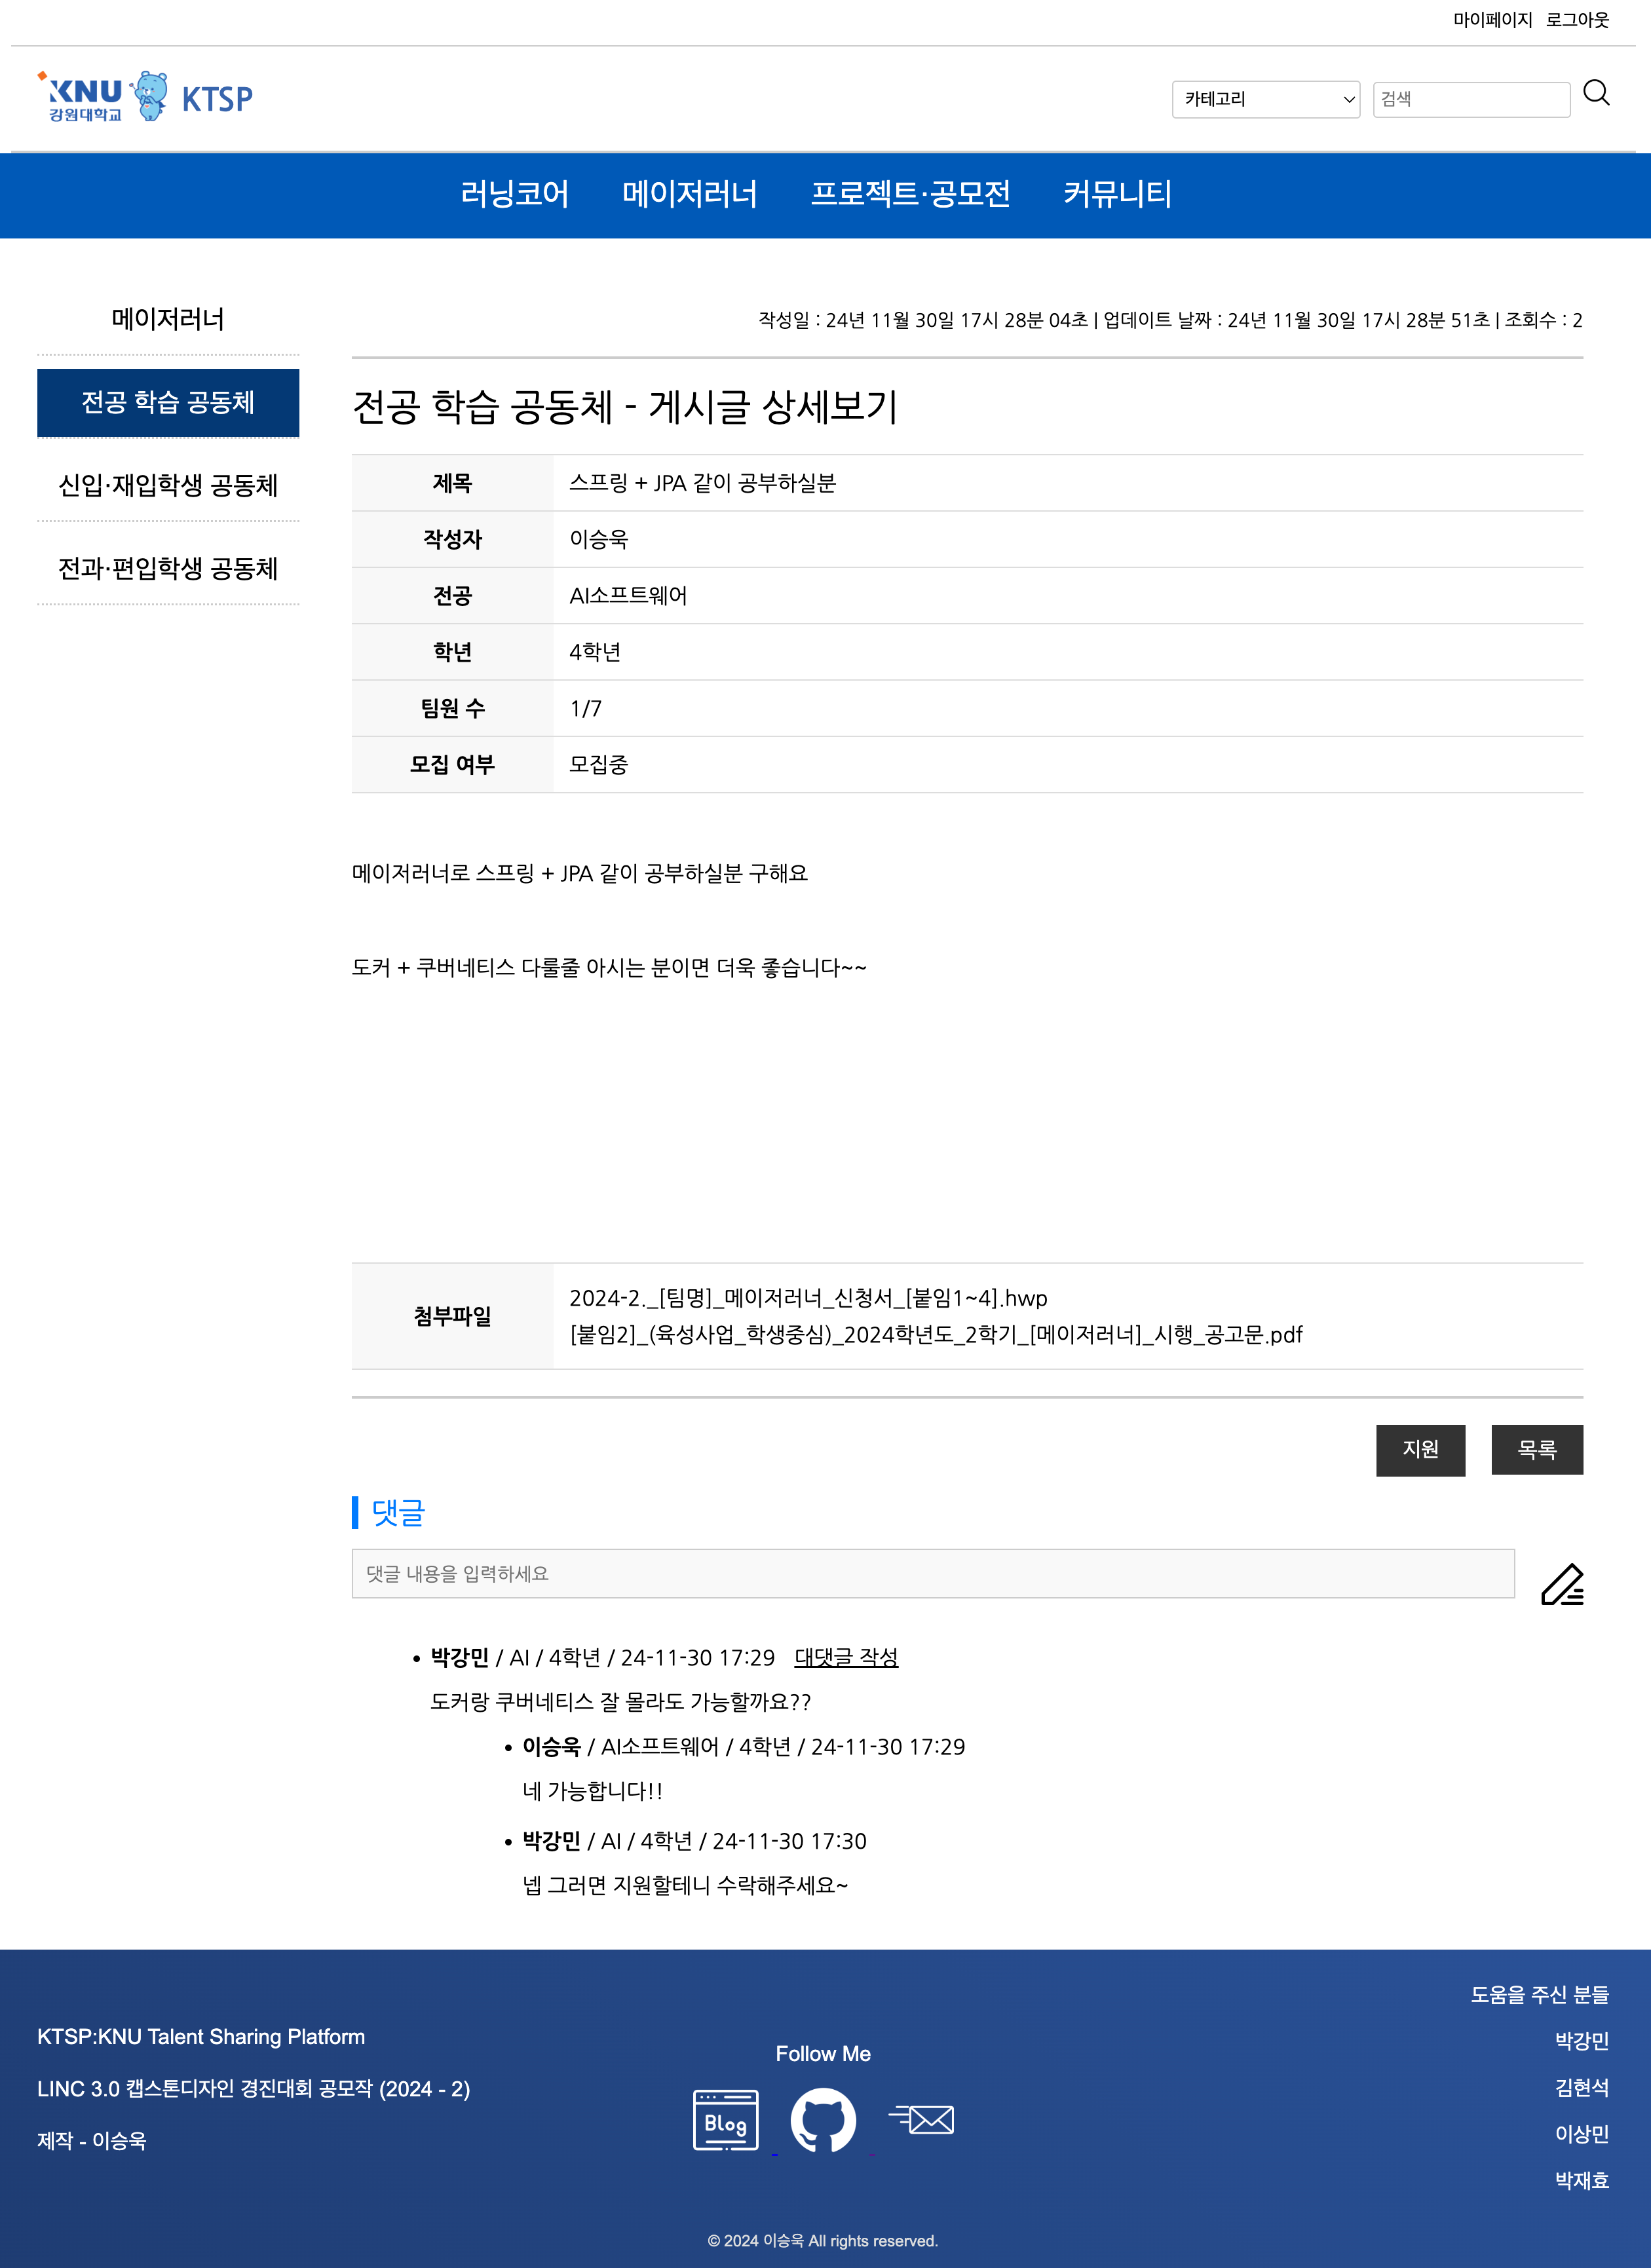 마이페이지 로그아웃
KNU 강원대학교 KTSP
카테고리 검색
러닝코어 메이저러너 프로젝트·공모전 커뮤니티
메이저러너
전공 학습 공동체
신입·재입학생 공동체
전과·편입학생 공동체
작성일 : 24년 11월 30일 17시 28분 04초 | 업데이트 날짜 : 24년 11월 30일 17시 28분 51초 | 조회수 : 2
전공 학습 공동체 - 게시글 상세보기
제목 스프링 + JPA 같이 공부하실분
작성자 이승욱
전공 AI소프트웨어
학년 4학년
팀원 수 1/7
모집 여부 모집중
메이저러너로 스프링 + JPA 같이 공부하실분 구해요
도커 + 쿠버네티스 다룰줄 아시는 분이면 더욱 좋습니다~~
첨부파일
2024-2._[팀명]_메이저러너_신청서_[붙임1~4].hwp
[붙임2]_(육성사업_학생중심)_2024학년도_2학기_[메이저러너]_시행_공고문.pdf
지원 목록
댓글
댓글 내용을 입력하세요
박강민 / AI / 4학년 / 24-11-30 17:29 대댓글 작성
도커랑 쿠버네티스 잘 몰라도 가능할까요??
이승욱 / AI소프트웨어 / 4학년 / 24-11-30 17:29
네 가능합니다!!
박강민 / AI / 4학년 / 24-11-30 17:30
넵 그러면 지원할테니 수락해주세요~
KTSP:KNU Talent Sharing Platform
LINC 3.0 캡스톤디자인 경진대회 공모작 (2024 - 2)
제작 - 이승욱
Follow Me
Blog
도움을 주신 분들
박강민
김현석
이상민
박재효
© 2024 이승욱 All rights reserved.